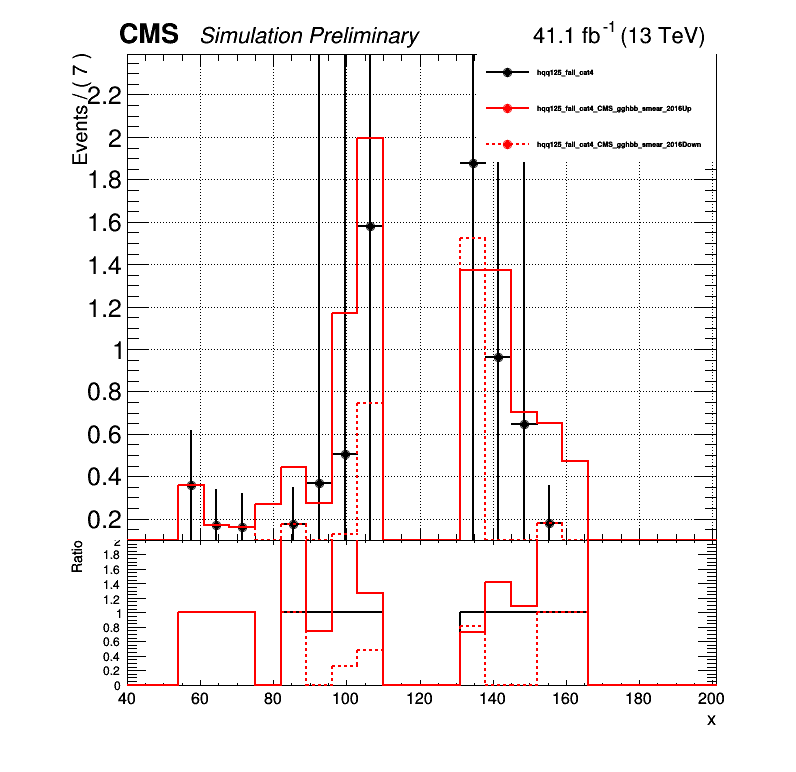 CMS Simulation Preliminary 41.1 fb⁻¹ (13 TeV)
Events / ( 7 )
hqq125_fail_cat4
hqq125_fail_cat4_CMS_gghbb_smear_2016Up
hqq125_fail_cat4_CMS_gghbb_smear_2016Down
2.2
2
1.8
1.6
1.4
1.2
1
0.8
0.6
0.4
0.2
Ratio
2
1.8
1.6
1.4
1.2
1
0.8
0.6
0.4
0.2
0
40 60 80 100 120 140 160 180 200
x